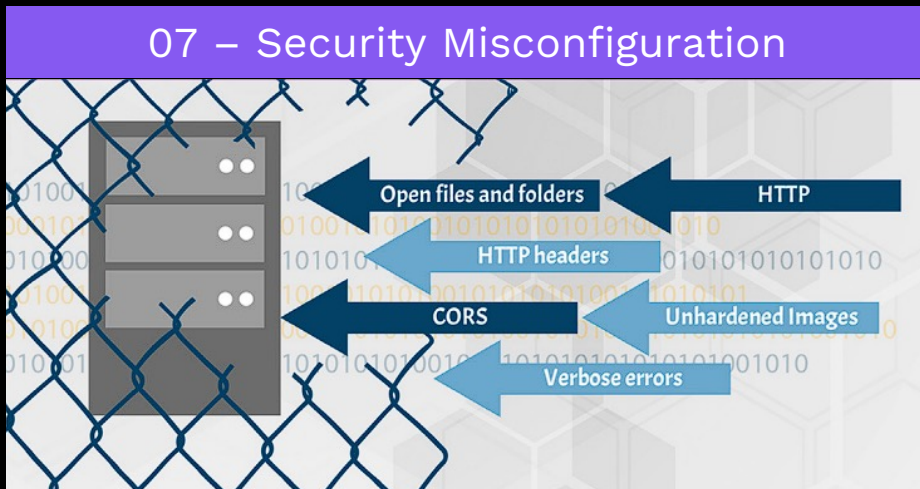 07 – Security Misconfiguration
Open files and folders
HTTP
HTTP headers
CORS
Unhardened Images
Verbose errors